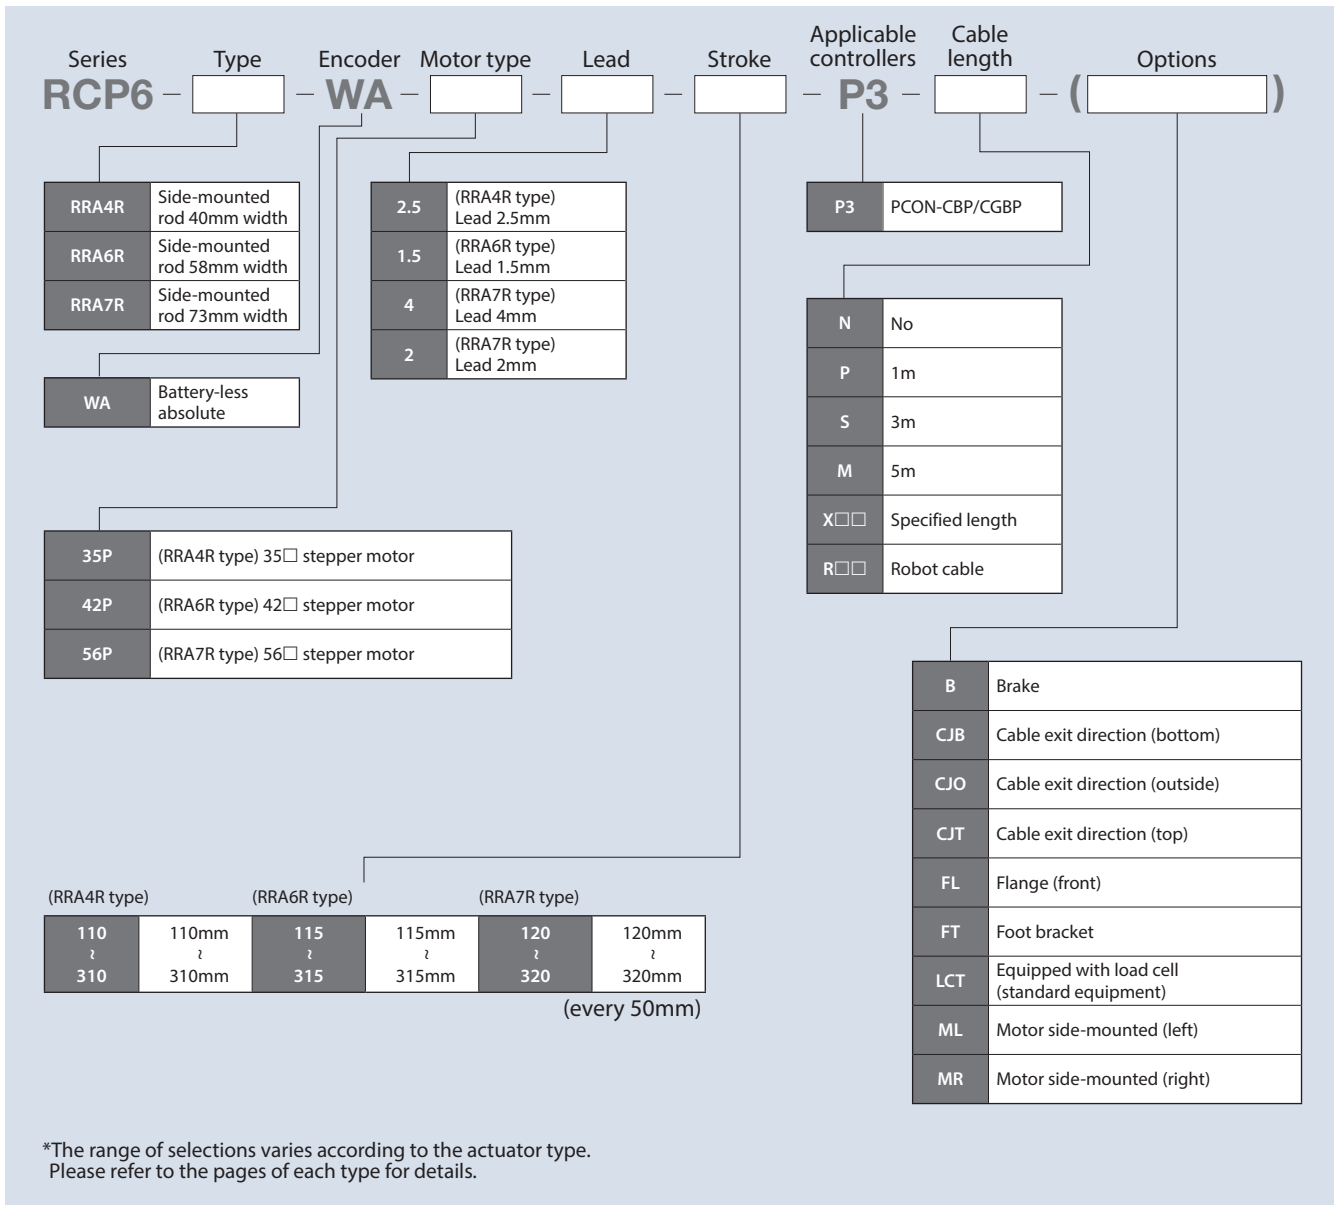 Series Type Encoder Motor type Lead Stroke Applicable controllers Cable length Options
RCP6 – – WA – – – – P3 – – ( )
RRA4R Side-mounted rod 40mm width
RRA6R Side-mounted rod 58mm width
RRA7R Side-mounted rod 73mm width
WA Battery-less absolute
2.5 (RRA4R type) Lead 2.5mm
1.5 (RRA6R type) Lead 1.5mm
4 (RRA7R type) Lead 4mm
2 (RRA7R type) Lead 2mm
P3 PCON-CBP/CGBP
N No
P 1m
S 3m
M 5m
X□□ Specified length
R□□ Robot cable
35P (RRA4R type) 35□ stepper motor
42P (RRA6R type) 42□ stepper motor
56P (RRA7R type) 56□ stepper motor
B Brake
CJB Cable exit direction (bottom)
CJO Cable exit direction (outside)
CJT Cable exit direction (top)
FL Flange (front)
FT Foot bracket
LCT Equipped with load cell (standard equipment)
ML Motor side-mounted (left)
MR Motor side-mounted (right)
(RRA4R type) (RRA6R type) (RRA7R type)
110 110mm 115 115mm 120 120mm
~ ~ ~ ~ ~ ~
310 310mm 315 315mm 320 320mm
(every 50mm)
*The range of selections varies according to the actuator type.
Please refer to the pages of each type for details.